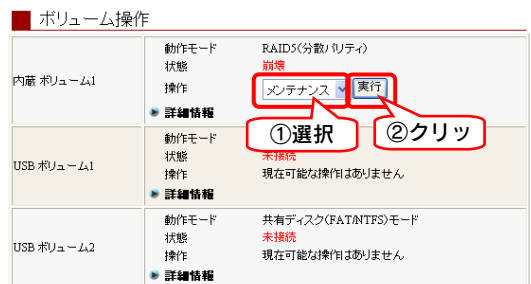 ボリューム操作
内蔵 ボリューム1
動作モード RAID5(分散パリティ)
状態 崩壊
操作 メンテナンス 実行
詳細情報
①選択 ②クリッ
USB ボリューム1
動作モード
状態 未接続
操作 現在可能な操作はありません
詳細情報
USB ボリューム2
動作モード 共有ディスク(FAT/NTFS)モード
状態 未接続
操作 現在可能な操作はありません
詳細情報